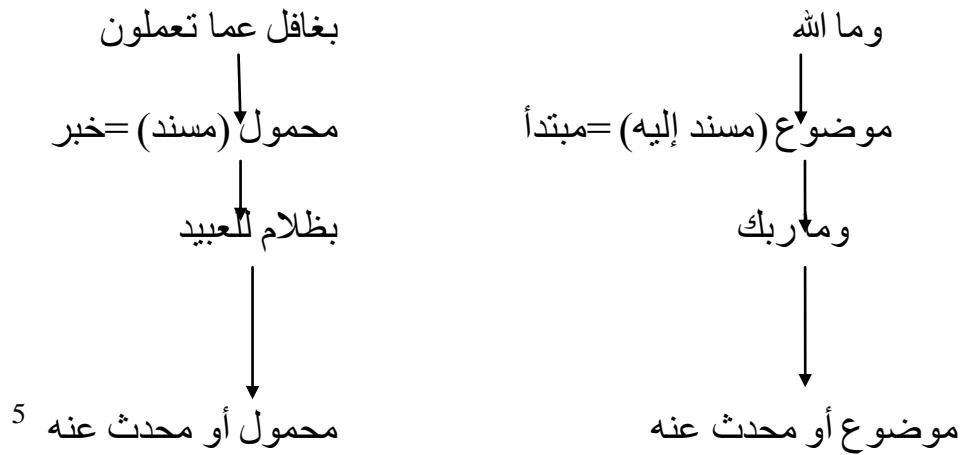 وما الله بغافل عما تعملون
موضوع (مسند إليه) =مبتدأ محمول (مسند) =خبر
وما ربك بظلام للعبيد
موضوع أو محدث عنه محمول أو محدث عنه 5